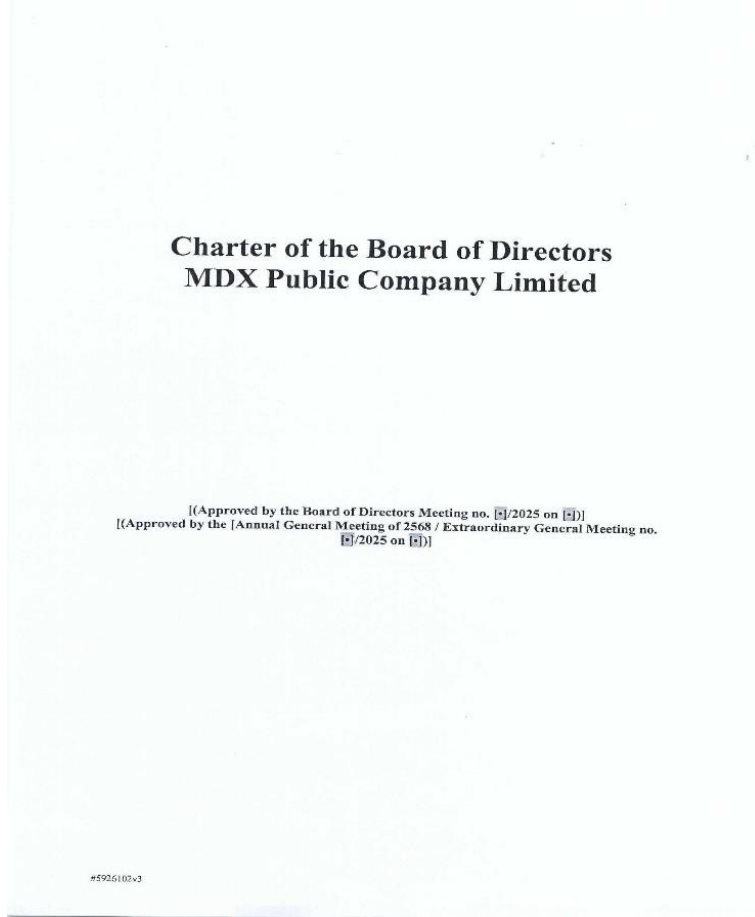 Charter of the Board of Directors
MDX Public Company Limited
[(Approved by the Board of Directors Meeting no. [•]/2025 on [•])]
[(Approved by the [Annual General Meeting of 2568 / Extraordinary General Meeting no.
[•]/2025 on [•])]
#5926102v3